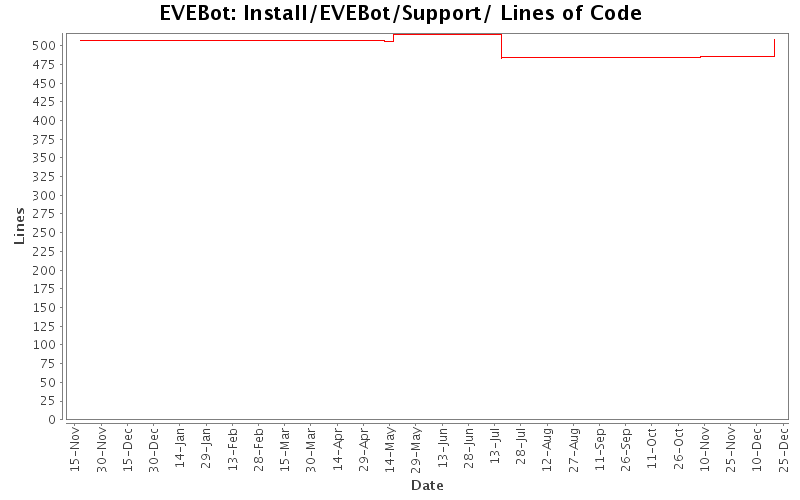 EVEBot: Install/EVEBot/Support/ Lines of Code
500
475
450
425
400
375
350
325
300
275
250
225
200
175
150
125
100
75
50
25
0
Lines
15-Nov
30-Nov
15-Dec
30-Dec
14-Jan
29-Jan
13-Feb
28-Feb
15-Mar
30-Mar
14-Apr
29-Apr
14-May
29-May
13-Jun
28-Jun
13-Jul
28-Jul
12-Aug
27-Aug
11-Sep
26-Sep
11-Oct
26-Oct
10-Nov
25-Nov
10-Dec
25-Dec
Date